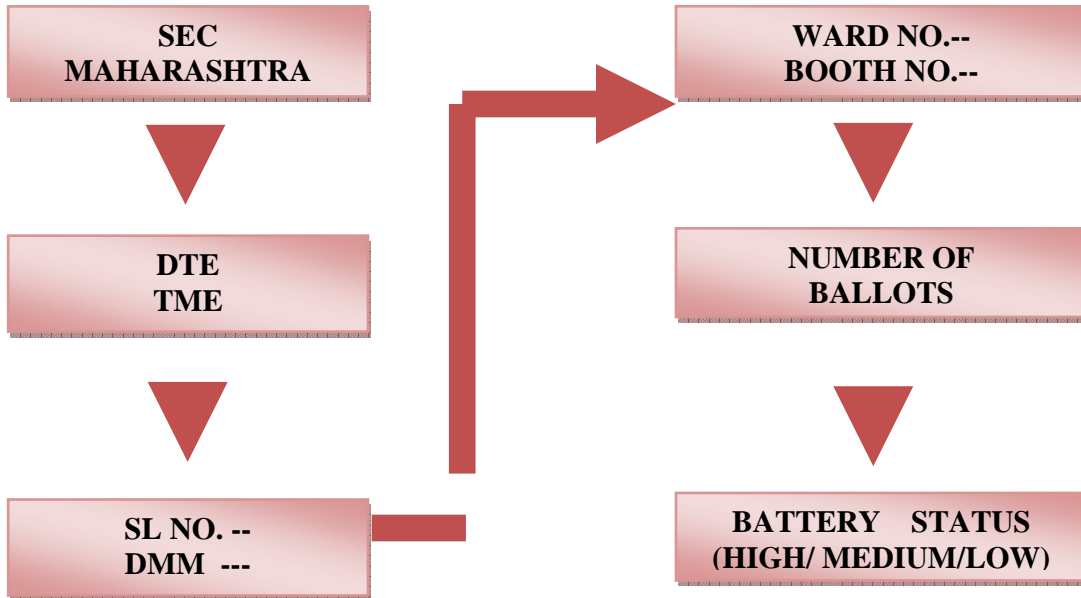 SEC
MAHARASHTRA
DTE
TME
SL NO. --
DMM ---
WARD NO.--
BOOTH NO.--
NUMBER OF
BALLOTS
BATTERY STATUS
(HIGH/ MEDIUM/LOW)